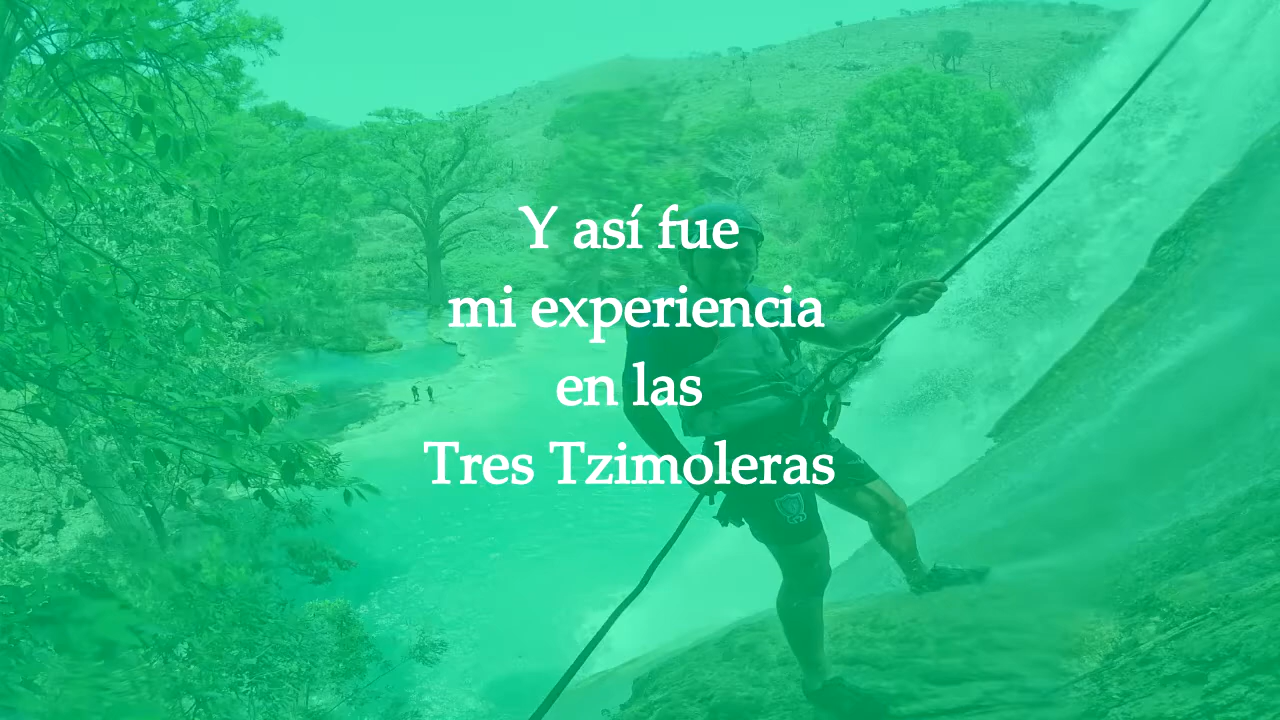 Y así fue
mi experiencia
en las
Tres Tzimoleras